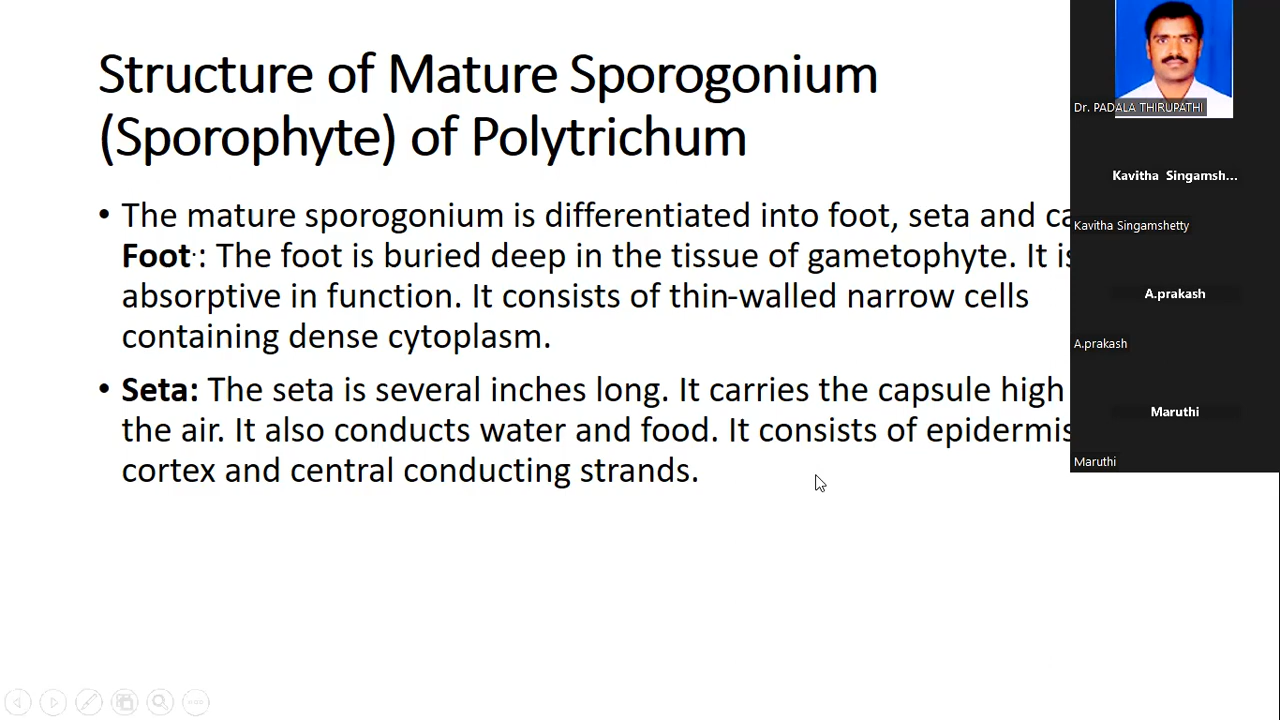 Structure of Mature Sporogonium
(Sporophyte) of Polytrichum
• The mature sporogonium is differentiated into foot, seta and
Foot·: The foot is buried deep in the tissue of gametophyte. It
absorptive in function. It consists of thin-walled narrow cells
containing dense cytoplasm.
• Seta: The seta is several inches long. It carries the capsule high
the air. It also conducts water and food. It consists of
cortex and central conducting strands.
Dr. PADALA THIRUPATHI
Kavitha Singamsh...
Kavitha Singamshetty
A.prakash
A.prakash
Maruthi
Maruthi